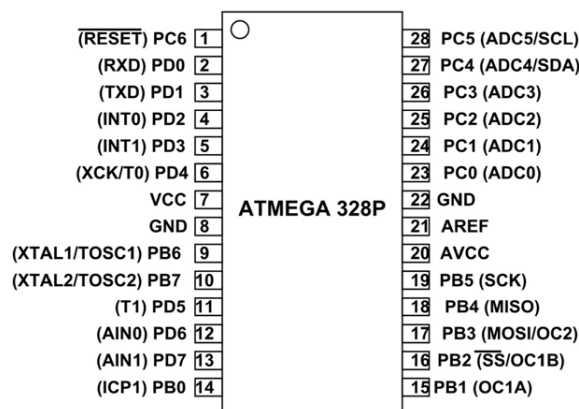 (RESET) PC6 1
(RXD) PD0 2
(TXD) PD1 3
(INT0) PD2 4
(INT1) PD3 5
(XCK/T0) PD4 6
VCC 7
GND 8
(XTAL1/TOSC1) PB6 9
(XTAL2/TOSC2) PB7 10
(T1) PD5 11
(AIN0) PD6 12
(AIN1) PD7 13
(ICP1) PB0 14
ATMEGA 328P
28 PC5 (ADC5/SCL)
27 PC4 (ADC4/SDA)
26 PC3 (ADC3)
25 PC2 (ADC2)
24 PC1 (ADC1)
23 PC0 (ADC0)
22 GND
21 AREF
20 AVCC
19 PB5 (SCK)
18 PB4 (MISO)
17 PB3 (MOSI/OC2)
16 PB2 (SS/OC1B)
15 PB1 (OC1A)